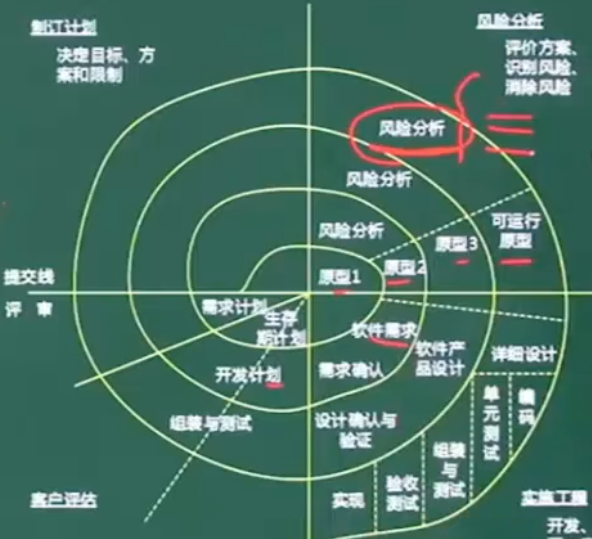 制订计划
决定目标、方
案和限制
风险分析
评价方案、
识别风险、
消除风险
风险分析
风险分析
风险分析
可运行
原型
原型3
原型2
原型1
提交线
评 审
需求计划
生存
期计划
软件需求
软件产
品设计
详细设计
开发计划
需求确认
单元测试
编码
组装与测试
设计确认与
验证
组装与测试
验收
测试
实现
客户评估
实施工程
开发、